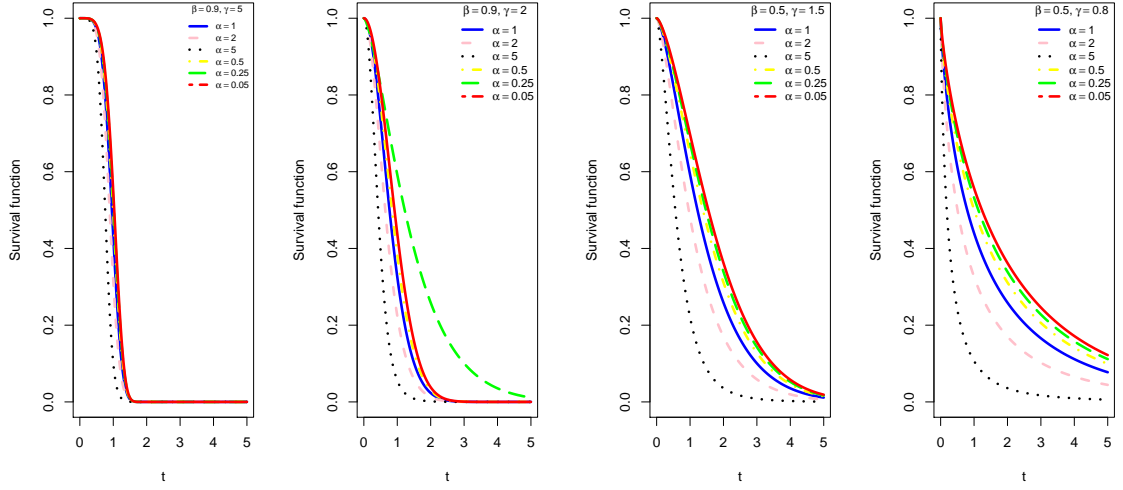 β = 0.9, γ = 5
α = 1
α = 2
α = 5
α = 0.5
α = 0.25
α = 0.05
Survival function
0.0 0.2 0.4 0.6 0.8 1.0
0 1 2 3 4 5
t
β = 0.9, γ = 2
α = 1
α = 2
α = 5
α = 0.5
α = 0.25
α = 0.05
Survival function
0.0 0.2 0.4 0.6 0.8 1.0
0 1 2 3 4 5
t
β = 0.5, γ = 1.5
α = 1
α = 2
α = 5
α = 0.5
α = 0.25
α = 0.05
Survival function
0.0 0.2 0.4 0.6 0.8 1.0
0 1 2 3 4 5
t
β = 0.5, γ = 0.8
α = 1
α = 2
α = 5
α = 0.5
α = 0.25
α = 0.05
Survival function
0.0 0.2 0.4 0.6 0.8 1.0
0 1 2 3 4 5
t